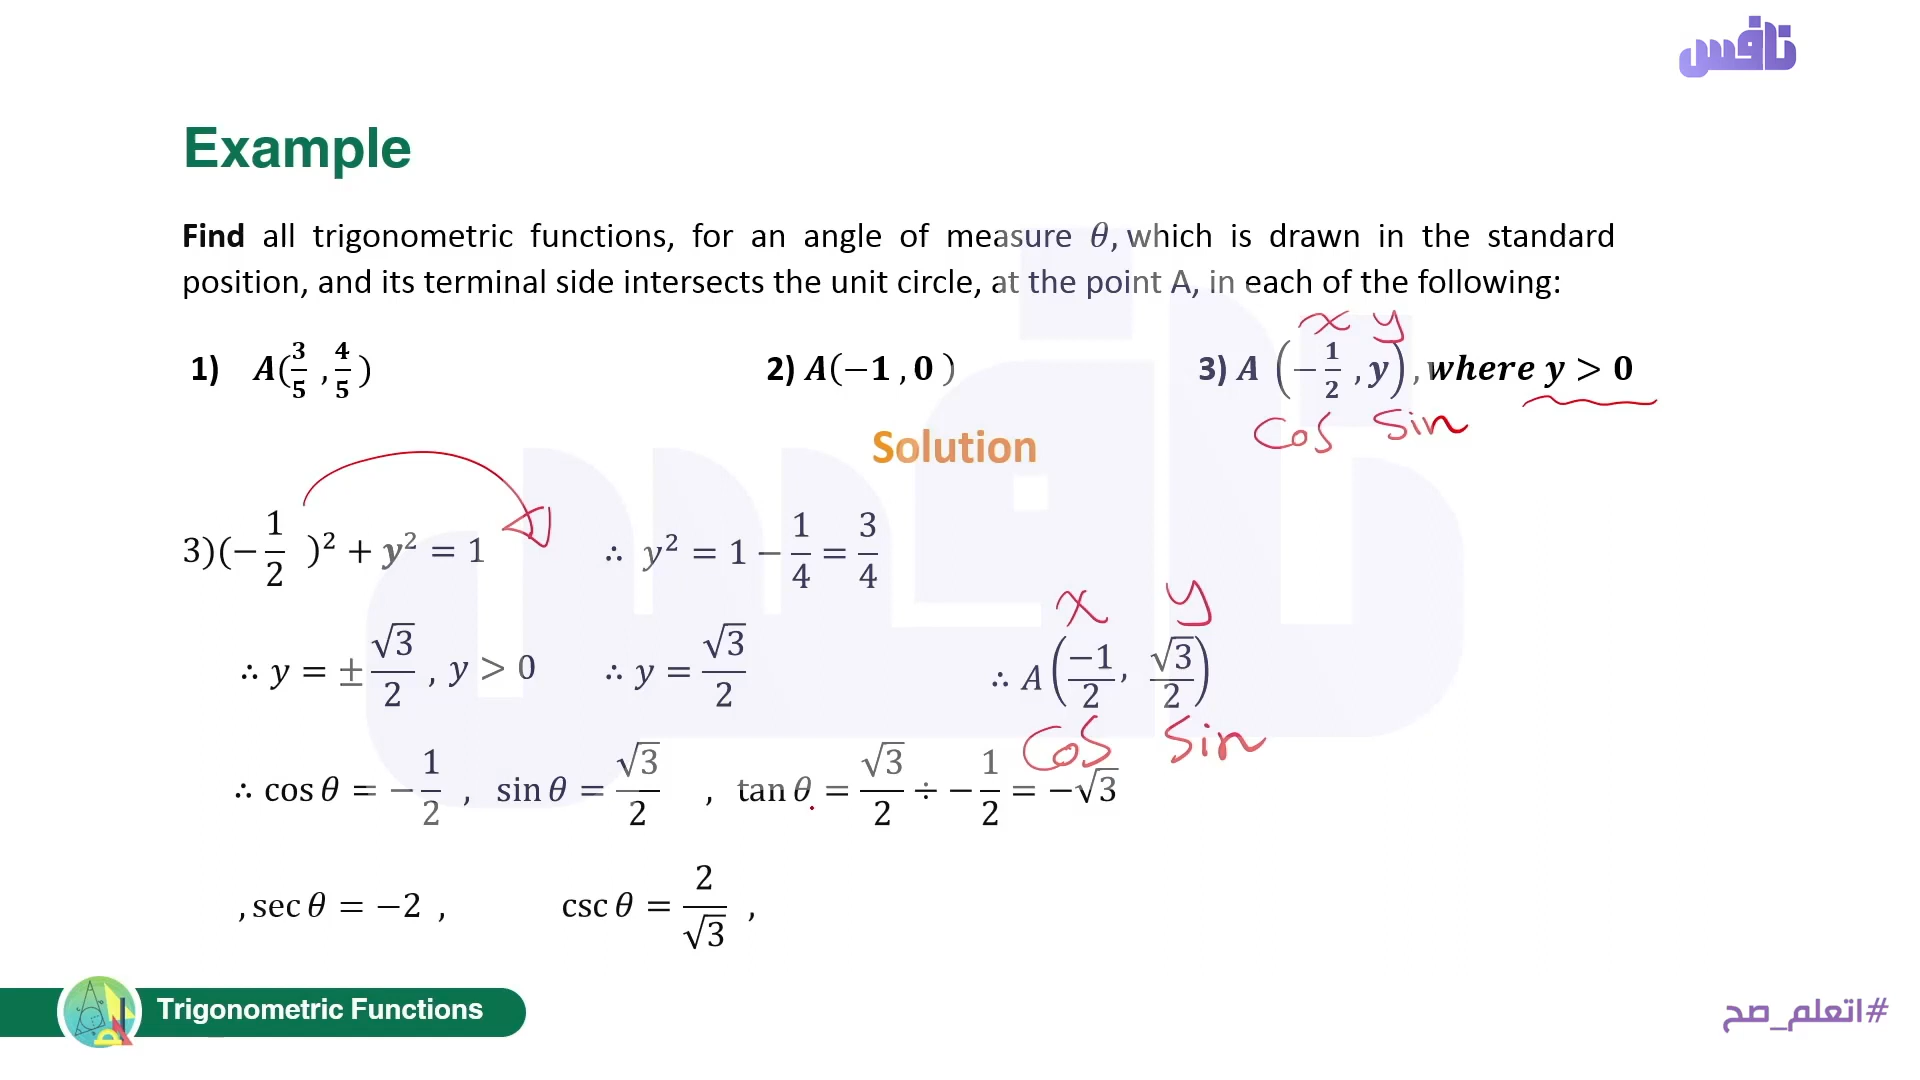 نافس
Example
Find all trigonometric functions, for an angle of measure θ, which is drawn in the standard
position, and its terminal side intersects the unit circle, at the point A, in each of the following:
x y
1) A(3/5 , 4/5) 2) A(−1 , 0 ) 3) A (−1/2 , y) , where y > 0
cos sin
Solution
3)(−1/2 )² + y² = 1 ∴ y² = 1 − 1/4 = 3/4
x y
∴ y = ± √3/2 , y > 0 ∴ y = √3/2 ∴ A(−1/2, √3/2)
cos sin
∴ cos θ = −1/2 , sin θ = √3/2 , tan θ = √3/2 ÷ −1/2 = −√3
, sec θ = −2 , csc θ = 2/√3 ,
Trigonometric Functions
#اتعلم_صح